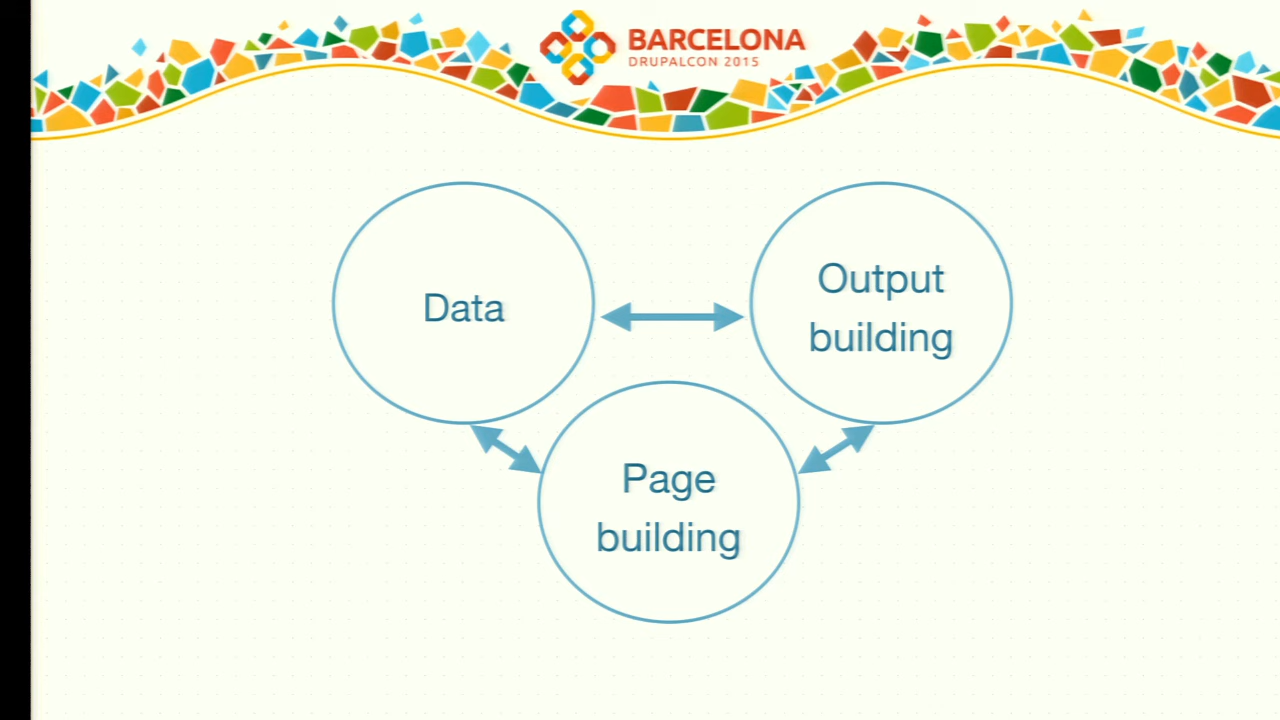 BARCELONA
DRUPALCON 2015
Data
Output
building
Page
building